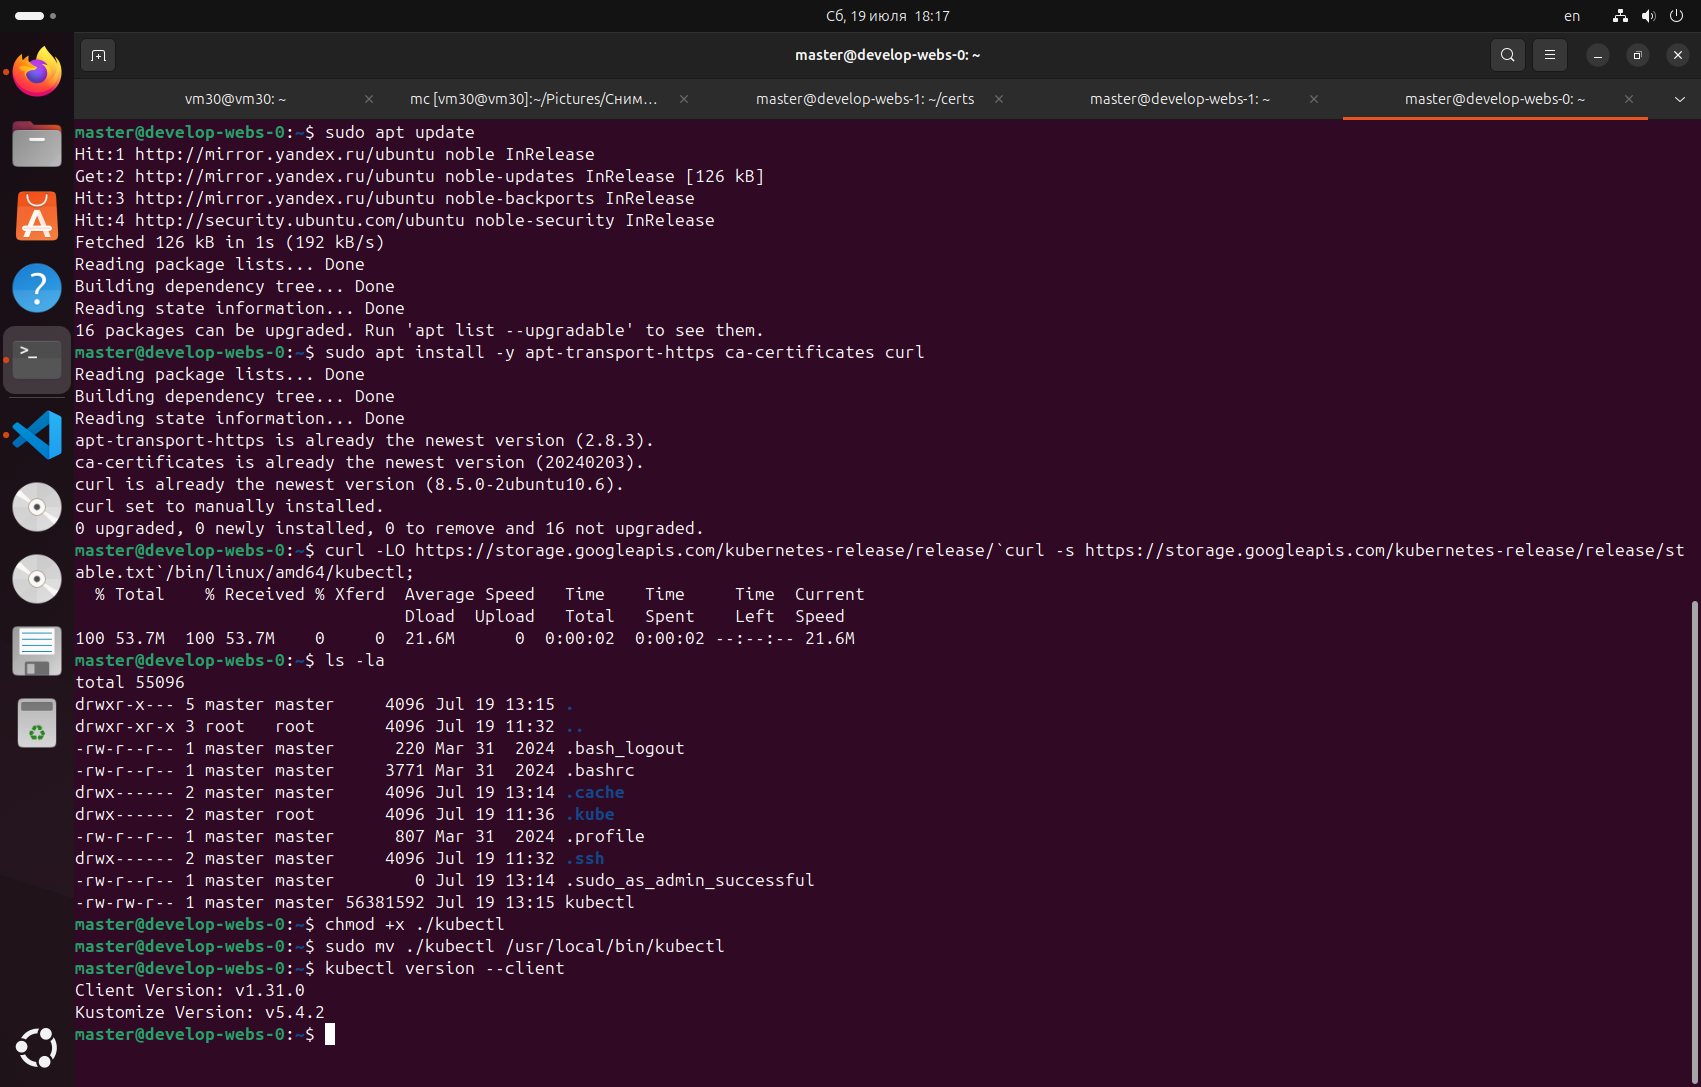 Сб, 19 июля 18:17
en
master@develop-webs-0: ~
vm30@vm30: ~
mc [vm30@vm30]:~/Pictures/Сним…
master@develop-webs-1: ~/certs
master@develop-webs-1: ~
master@develop-webs-0: ~
master@develop-webs-0:~$ sudo apt update
Hit:1 http://mirror.yandex.ru/ubuntu noble InRelease
Get:2 http://mirror.yandex.ru/ubuntu noble-updates InRelease [126 kB]
Hit:3 http://mirror.yandex.ru/ubuntu noble-backports InRelease
Hit:4 http://security.ubuntu.com/ubuntu noble-security InRelease
Fetched 126 kB in 1s (192 kB/s)
Reading package lists... Done
Building dependency tree... Done
Reading state information... Done
16 packages can be upgraded. Run 'apt list --upgradable' to see them.
master@develop-webs-0:~$ sudo apt install -y apt-transport-https ca-certificates curl
Reading package lists... Done
Building dependency tree... Done
Reading state information... Done
apt-transport-https is already the newest version (2.8.3).
ca-certificates is already the newest version (20240203).
curl is already the newest version (8.5.0-2ubuntu10.6).
curl set to manually installed.
0 upgraded, 0 newly installed, 0 to remove and 16 not upgraded.
master@develop-webs-0:~$ curl -LO https://storage.googleapis.com/kubernetes-release/release/`curl -s https://storage.googleapis.com/kubernetes-release/release/st
able.txt`/bin/linux/amd64/kubectl;
  % Total    % Received % Xferd  Average Speed   Time    Time     Time  Current
                                 Dload  Upload   Total   Spent    Left  Speed
100 53.7M  100 53.7M    0     0  21.6M      0  0:00:02  0:00:02 --:--:-- 21.6M
master@develop-webs-0:~$ ls -la
total 55096
drwxr-x--- 5 master master     4096 Jul 19 13:15 .
drwxr-xr-x 3 root   root       4096 Jul 19 11:32 ..
-rw-r--r-- 1 master master      220 Mar 31  2024 .bash_logout
-rw-r--r-- 1 master master     3771 Mar 31  2024 .bashrc
drwx------ 2 master master     4096 Jul 19 13:14 .cache
drwx------ 2 master root       4096 Jul 19 11:36 .kube
-rw-r--r-- 1 master master      807 Mar 31  2024 .profile
drwx------ 2 master master     4096 Jul 19 11:32 .ssh
-rw-r--r-- 1 master master        0 Jul 19 13:14 .sudo_as_admin_successful
-rw-rw-r-- 1 master master 56381592 Jul 19 13:15 kubectl
master@develop-webs-0:~$ chmod +x ./kubectl
master@develop-webs-0:~$ sudo mv ./kubectl /usr/local/bin/kubectl
master@develop-webs-0:~$ kubectl version --client
Client Version: v1.31.0
Kustomize Version: v5.4.2
master@develop-webs-0:~$